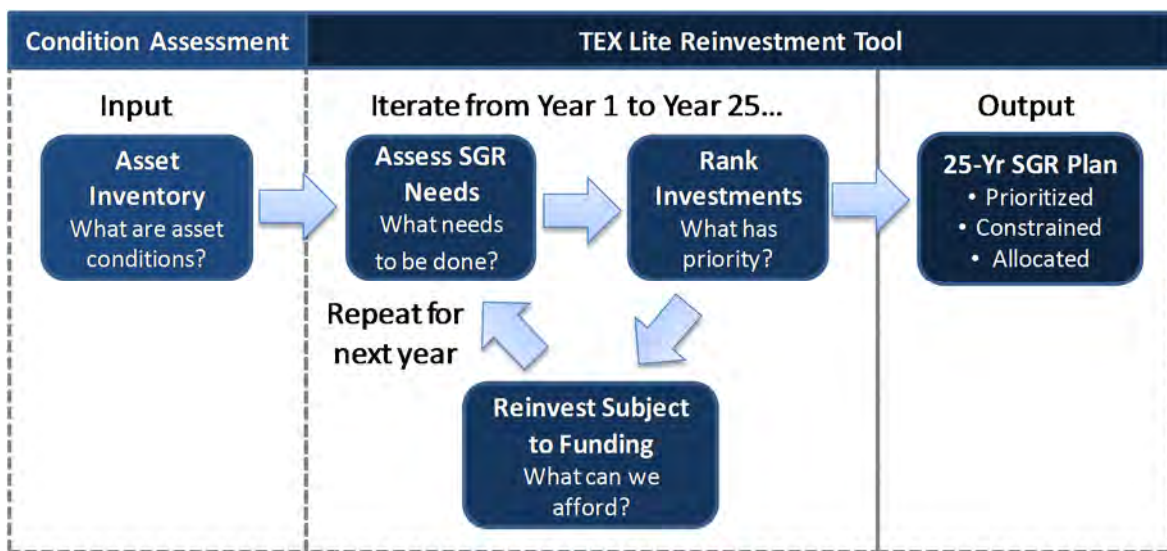 Condition Assessment
TEX Lite Reinvestment Tool
Input
Iterate from Year 1 to Year 25...
Output
Asset
Inventory
What are asset
conditions?
Assess SGR
Needs
What needs
to be done?
Rank
Investments
What has
priority?
25-Yr SGR Plan
• Prioritized
• Constrained
• Allocated
Repeat for
next year
Reinvest Subject
to Funding
What can we
afford?